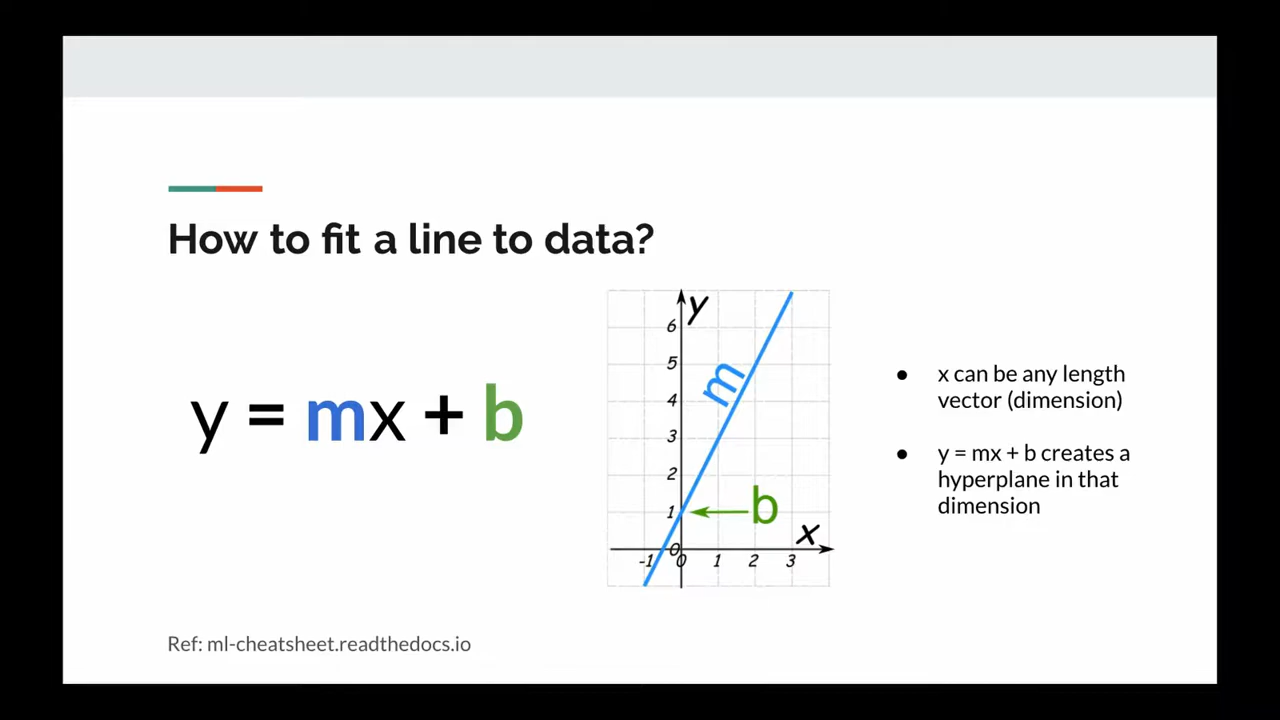 How to fit a line to data?
y = mx + b
y
6
5
4
3
2
1
0
-1 0 1 2 3
m
b
x
● x can be any length
vector (dimension)
● y = mx + b creates a
hyperplane in that
dimension
Ref: ml-cheatsheet.readthedocs.io